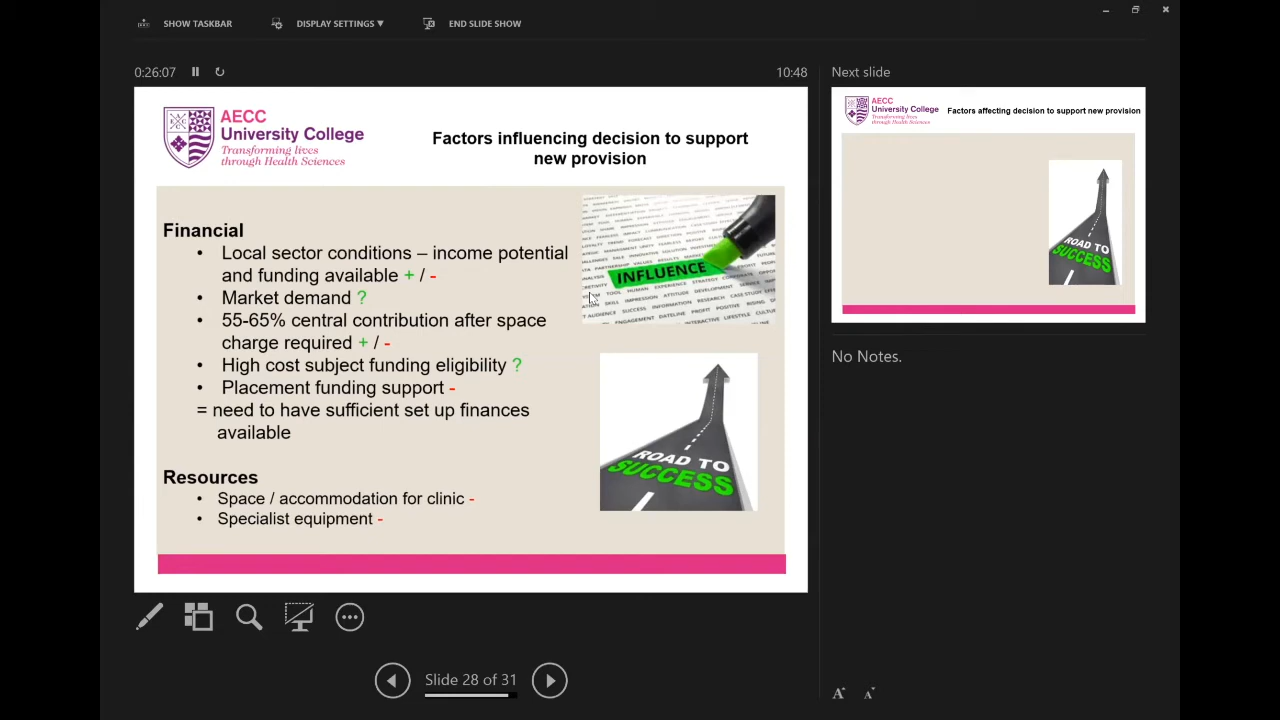 SHOW TASKBAR
DISPLAY SETTINGS ▼
END SLIDE SHOW
0:26:07
10:48
AECC
University College
Transforming lives
through Health Sciences
Factors influencing decision to support
new provision
Financial
• Local sector conditions – income potential
and funding available + / -
• Market demand ?
• 55-65% central contribution after space
charge required + / -
• High cost subject funding eligibility ?
• Placement funding support -
= need to have sufficient set up finances
available
Resources
• Space / accommodation for clinic -
• Specialist equipment -
INFLUENCE
ROAD TO
SUCCESS
Slide 28 of 31
Next slide
AECC
University College
Transforming lives
through Health Sciences
Factors affecting decision to support new provision
ROAD TO
SUCCESS
No Notes.
A A